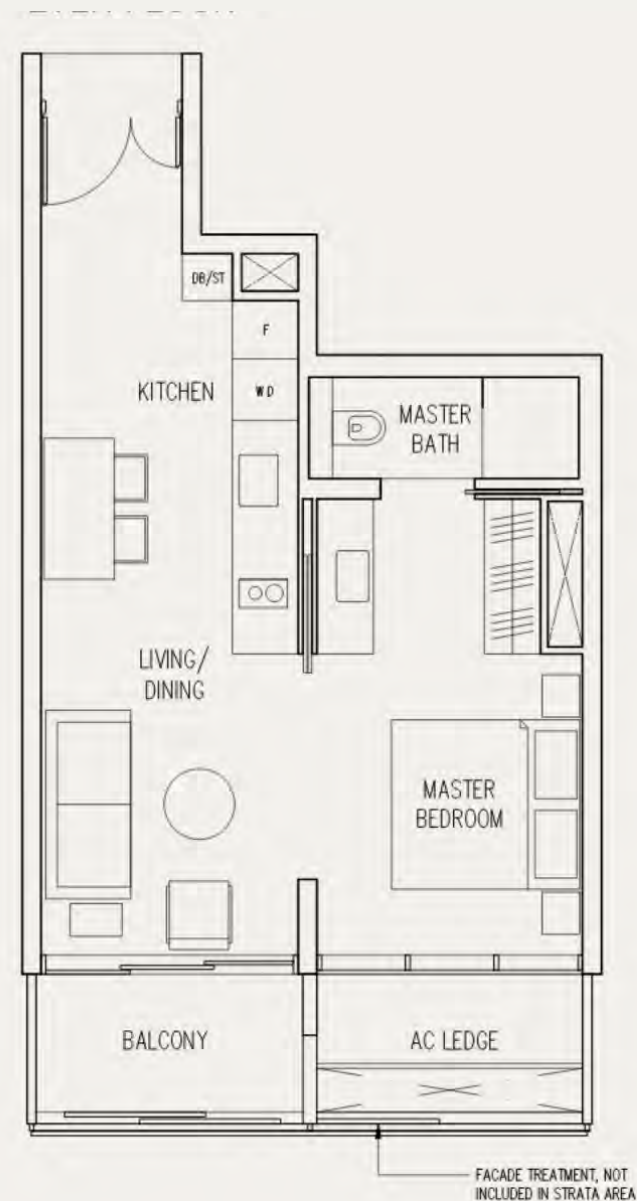 DB/ST
F
KITCHEN
W D
MASTER
BATH
LIVING/
DINING
MASTER
BEDROOM
BALCONY
AC LEDGE
FACADE TREATMENT, NOT
INCLUDED IN STRATA AREA